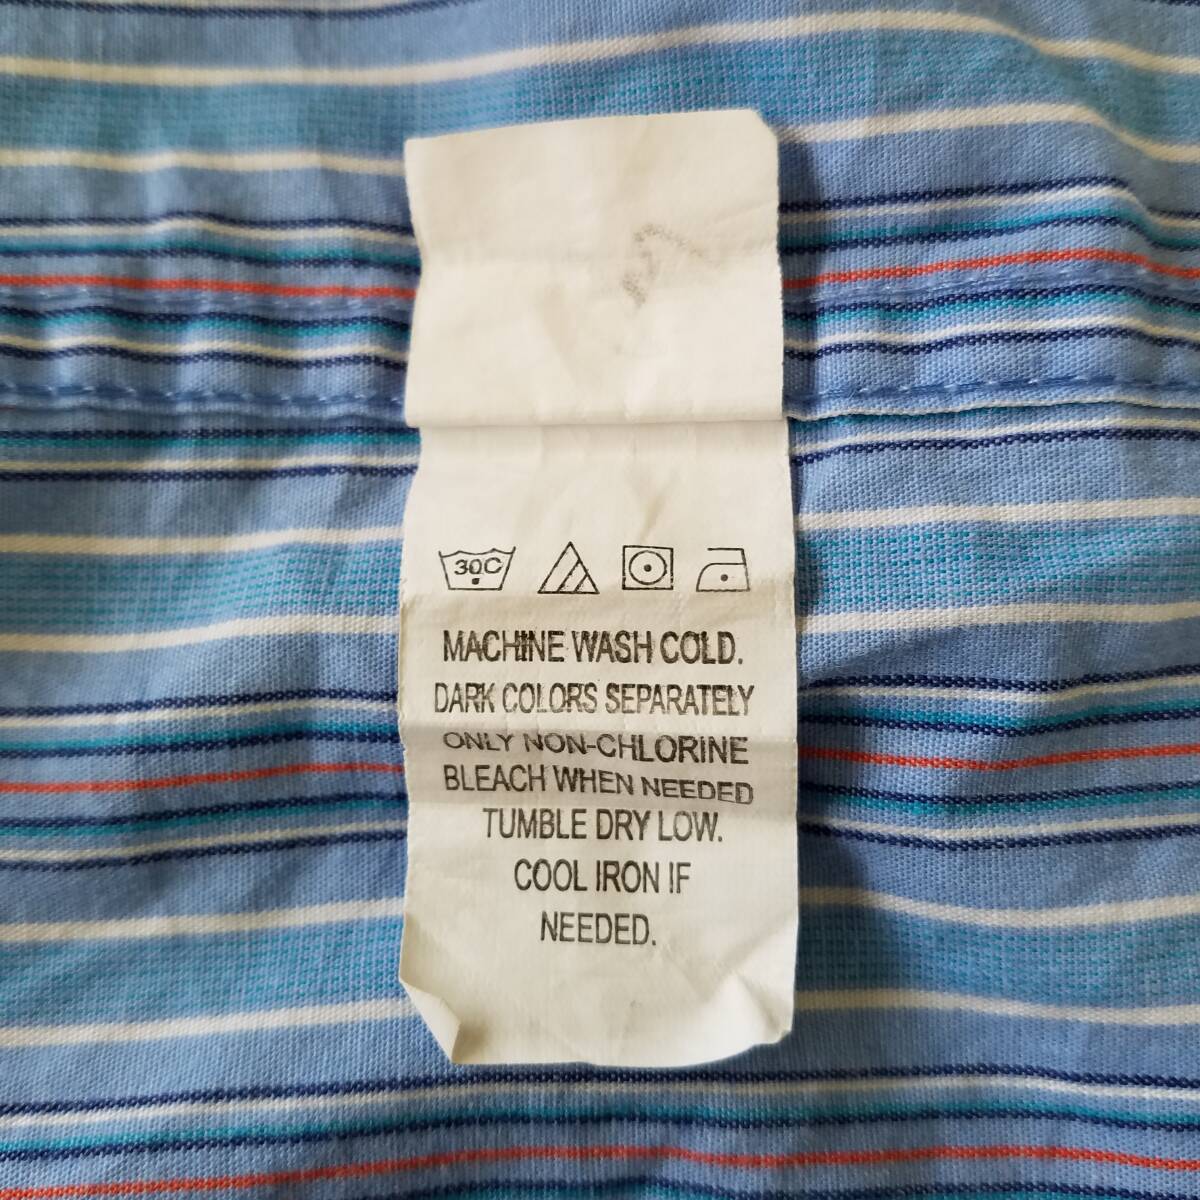 30C
MACHINE WASH COLD.
DARK COLORS SEPARATELY
ONLY NON-CHLORINE
BLEACH WHEN NEEDED
TUMBLE DRY LOW.
COOL IRON IF
NEEDED.